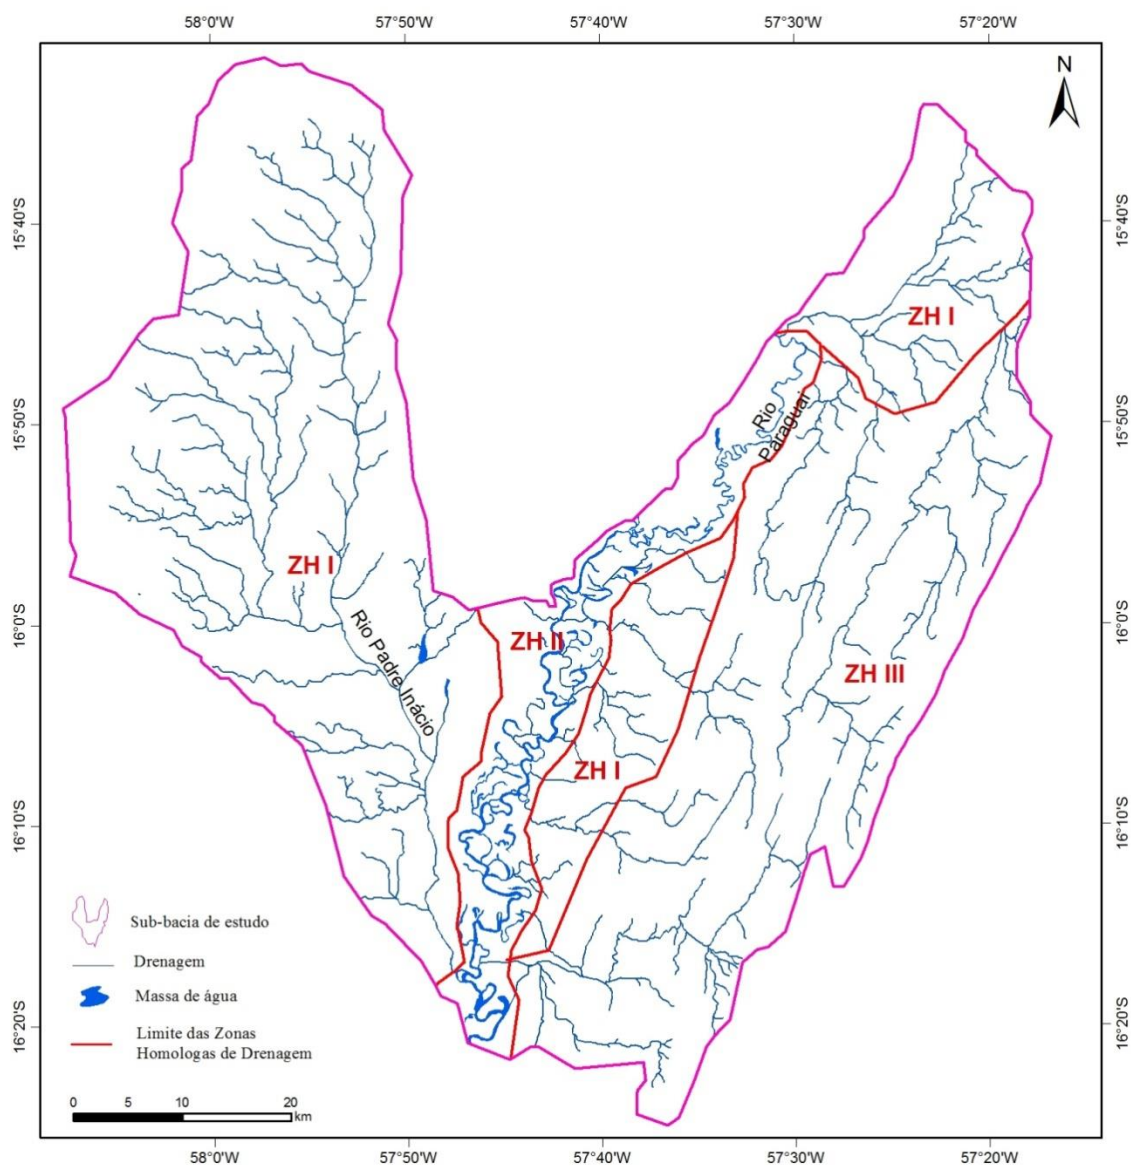 58°0'W 57°50'W 57°40'W 57°30'W 57°20'W
N
15°40'S 15°40'S
ZH I
Rio
Paraguai
15°50'S 15°50'S
ZH I
Rio Padre Inácio
16°0'S 16°0'S
ZH II
ZH III
ZH I
16°10'S 16°10'S
Sub-bacia de estudo
Drenagem
Massa de água
16°20'S 16°20'S
Limite das Zonas
Homologas de Drenagem
0 5 10 20
km
58°0'W 57°50'W 57°40'W 57°30'W 57°20'W